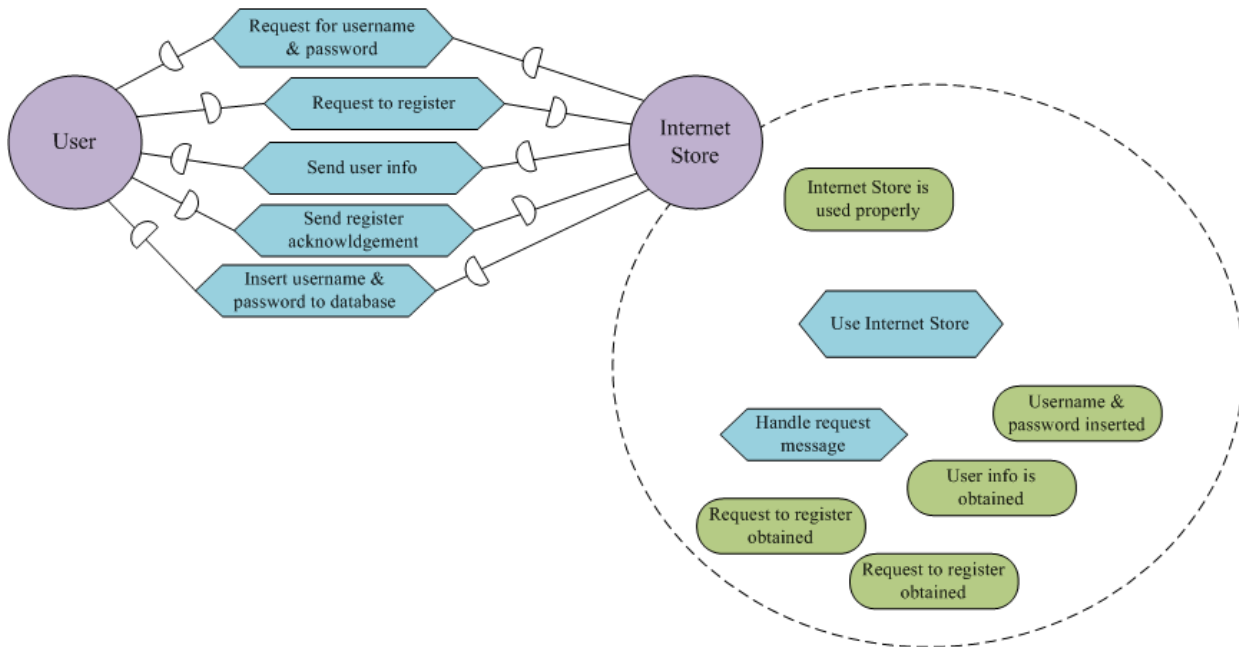 Request for username
& password
Request to register
User
Internet
Store
Send user info
Send register
acknowldgement
Insert username &
password to database
Internet Store is
used properly
Use Internet Store
Username &
password inserted
Handle request
message
User info is
obtained
Request to register
obtained
Request to register
obtained